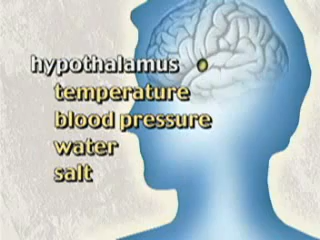 hypothalamus
temperature
blood pressure
water
salt